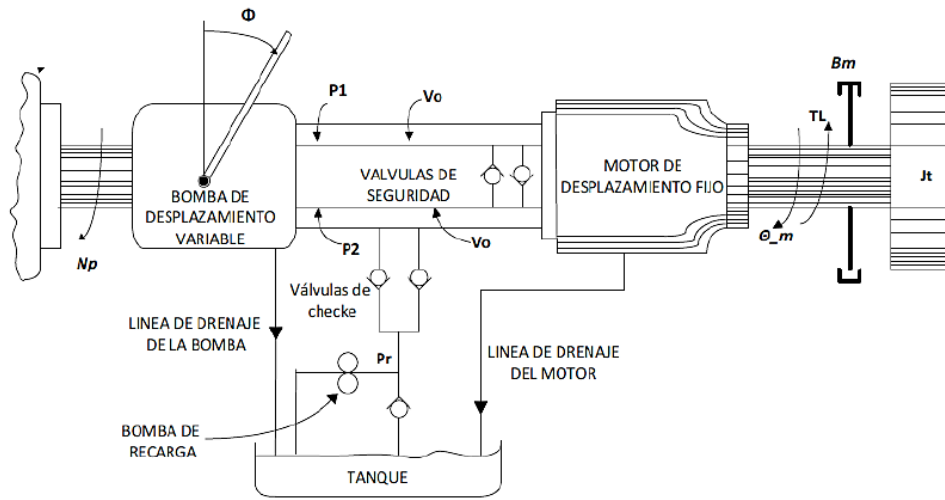 Φ
Bm
P1
Vo
TL
BOMBA DE
DESPLAZAMIENTO
VARIABLE
VALVULAS DE
SEGURIDAD
MOTOR DE
DESPLAZAMIENTO FIJO
Jt
Np
P2
Vo
Θ_m
Válvulas de
checke
LINEA DE DRENAJE
DE LA BOMBA
Pr
LINEA DE DRENAJE
DEL MOTOR
BOMBA DE
RECARGA
TANQUE